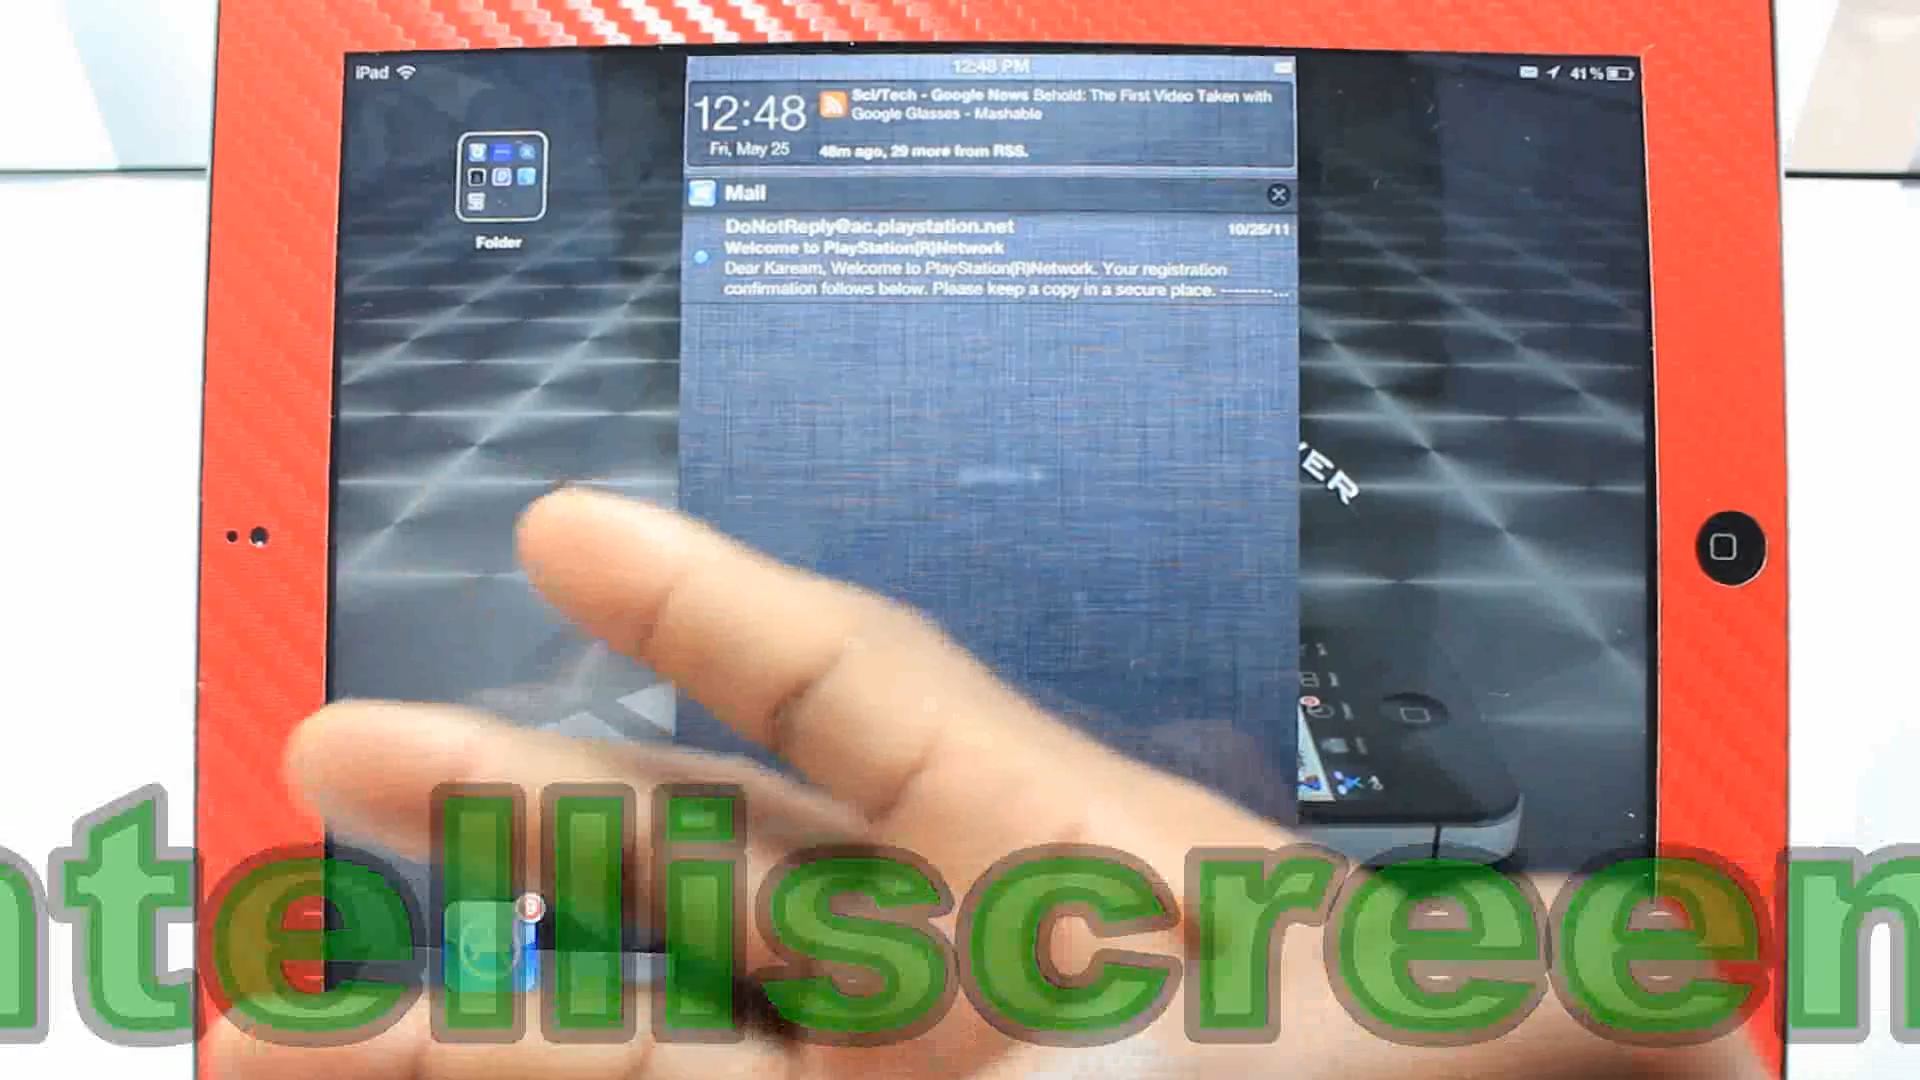 iPad
12:48 PM
41%
12:48
Fri, May 25
Sci/Tech - Google News Behold: The First Video Taken with
Google Glasses - Mashable
48m ago, 29 more from RSS.
Mail
DoNotReply@ac.playstation.net
10/25/11
Welcome to PlayStation(R)Network
Dear Kaream, Welcome to PlayStation(R)Network. Your registration
confirmation follows below. Please keep a copy in a secure place. --------...
Folder
VER
ntelliscreen